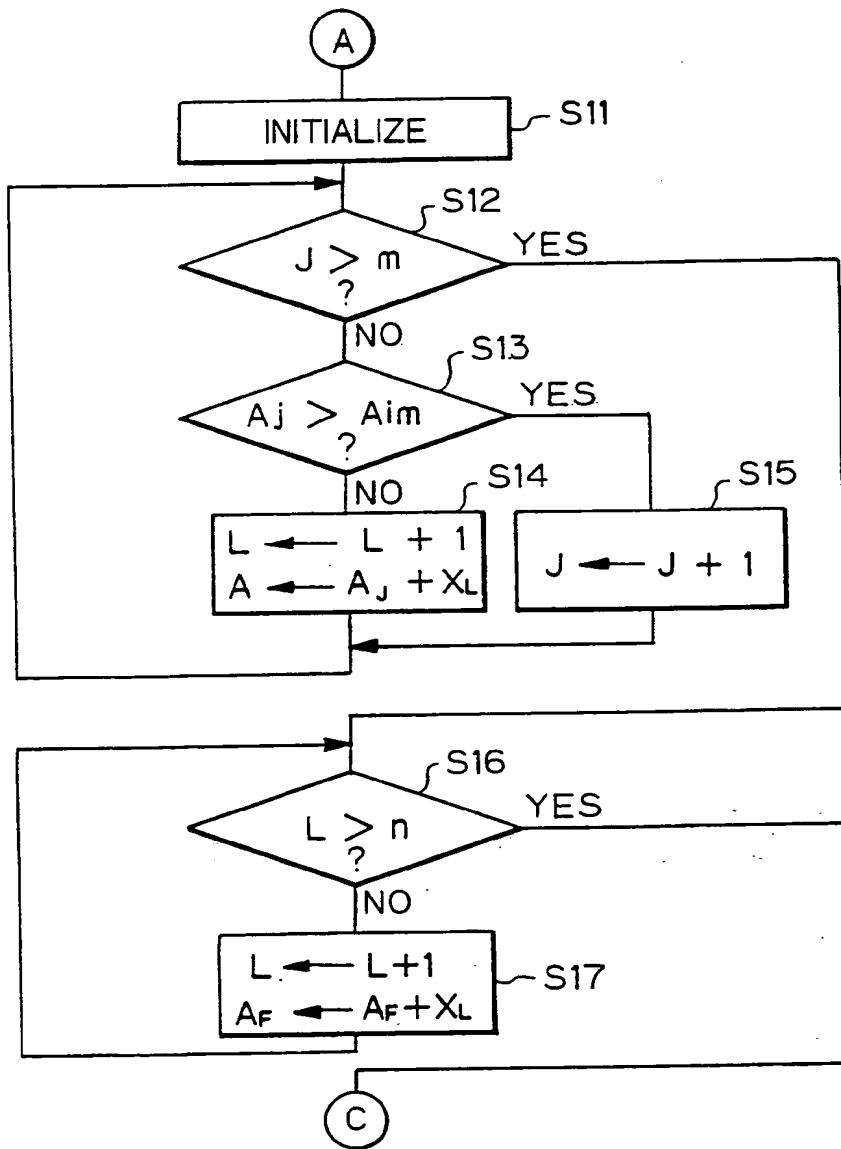 A
INITIALIZE
S11
S12
J > m
?
YES
NO
S13
Aj > Aim
?
YES
NO
S14
L ← L + 1
A ← AJ + XL
S15
J ← J + 1
S16
L > n
?
YES
NO
L ← L+1
AF ← AF+XL
S17
C